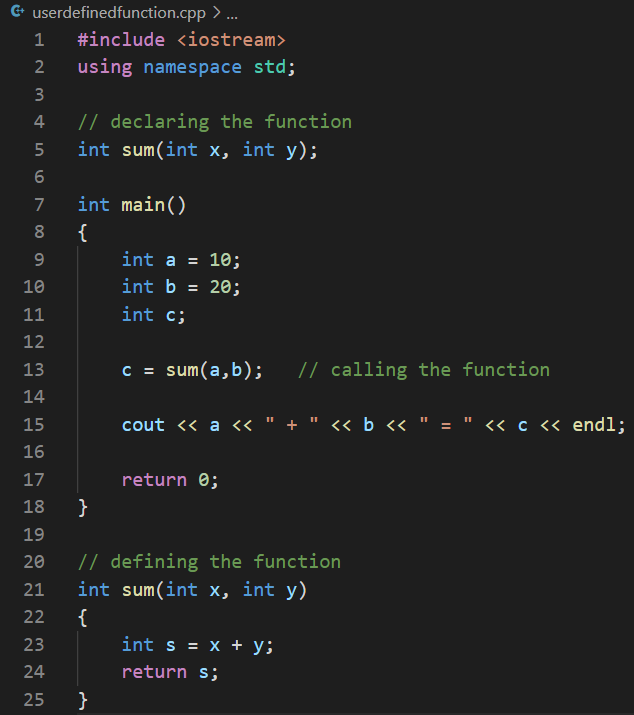 userdefinedfunction.cpp > ...
1 #include <iostream>
2 using namespace std;
3
4 // declaring the function
5 int sum(int x, int y);
6
7 int main()
8 {
9     int a = 10;
10     int b = 20;
11     int c;
12
13     c = sum(a,b);   // calling the function
14
15     cout << a << " + " << b << " = " << c << endl;
16
17     return 0;
18 }
19
20 // defining the function
21 int sum(int x, int y)
22 {
23     int s = x + y;
24     return s;
25 }